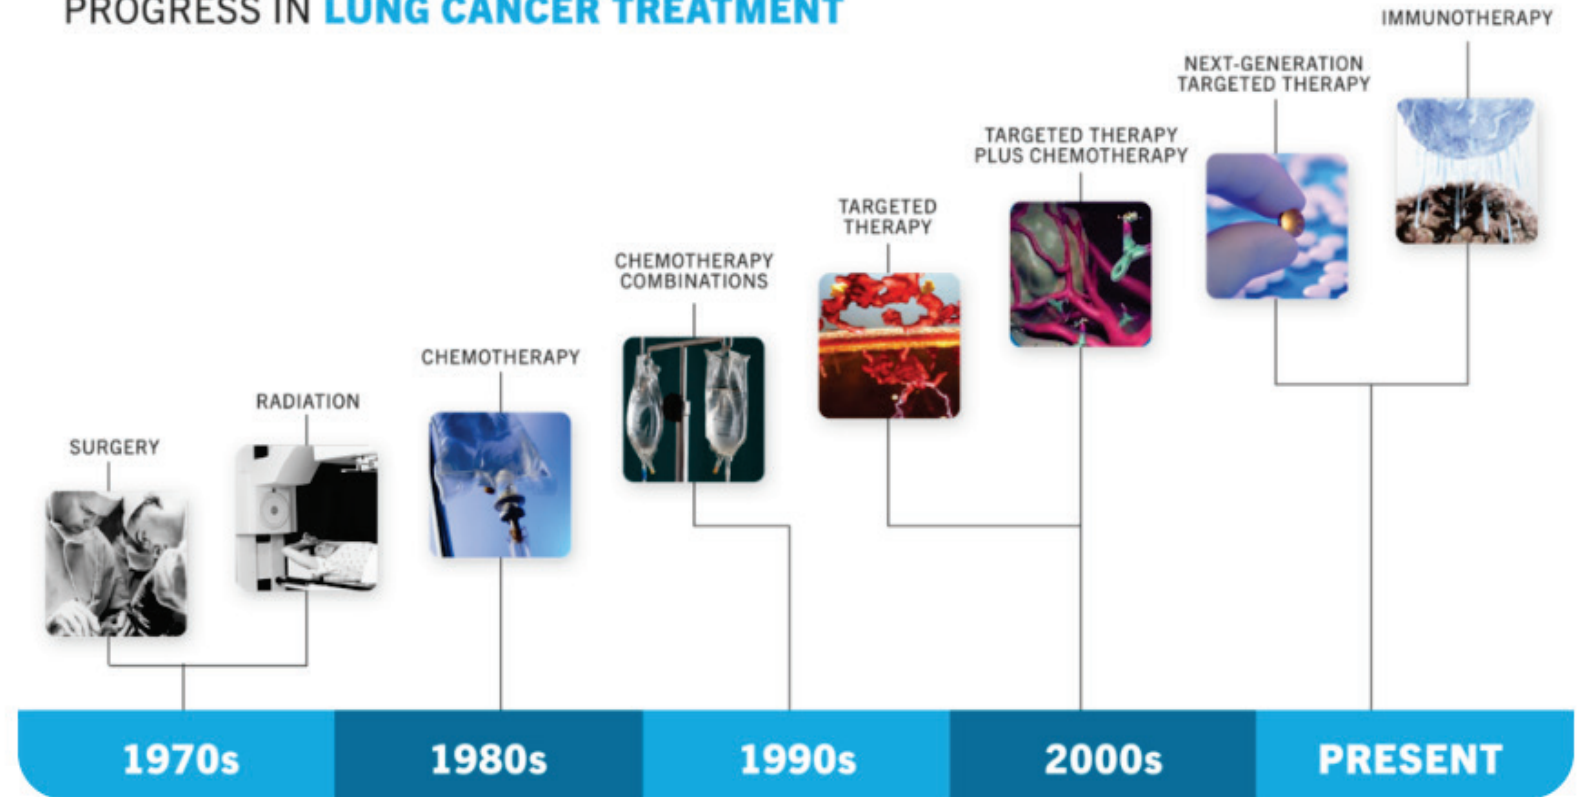 PROGRESS IN LUNG CANCER TREATMENT
IMMUNOTHERAPY
NEXT-GENERATION
TARGETED THERAPY
TARGETED THERAPY
PLUS CHEMOTHERAPY
TARGETED
THERAPY
CHEMOTHERAPY
COMBINATIONS
CHEMOTHERAPY
RADIATION
SURGERY
1970s
1980s
1990s
2000s
PRESENT